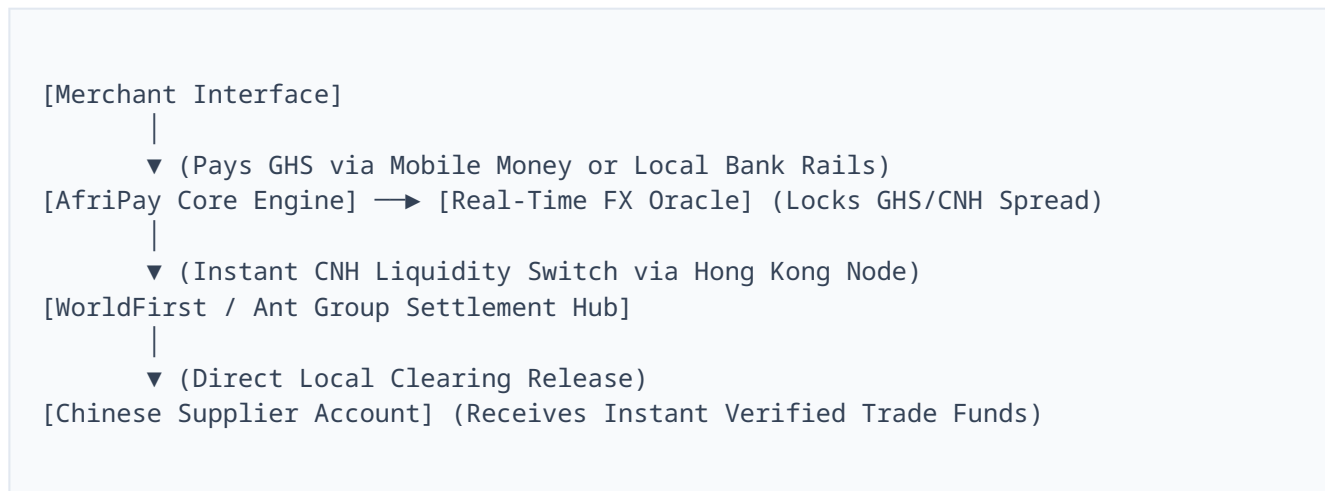 [Merchant Interface]
│
▼ (Pays GHS via Mobile Money or Local Bank Rails)
[AfriPay Core Engine] ──▶ [Real-Time FX Oracle] (Locks GHS/CNH Spread)
│
▼ (Instant CNH Liquidity Switch via Hong Kong Node)
[WorldFirst / Ant Group Settlement Hub]
│
▼ (Direct Local Clearing Release)
[Chinese Supplier Account] (Receives Instant Verified Trade Funds)